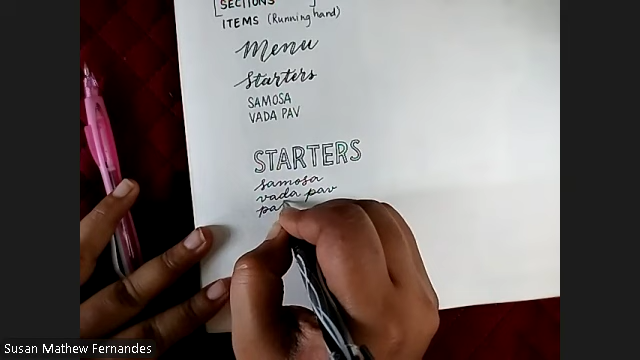 SECTIONS
ITEMS (Running hand)
Menu
Starters
SAMOSA
VADA PAV
STARTERS
samosa
vada pav
Susan Mathew Fernandes